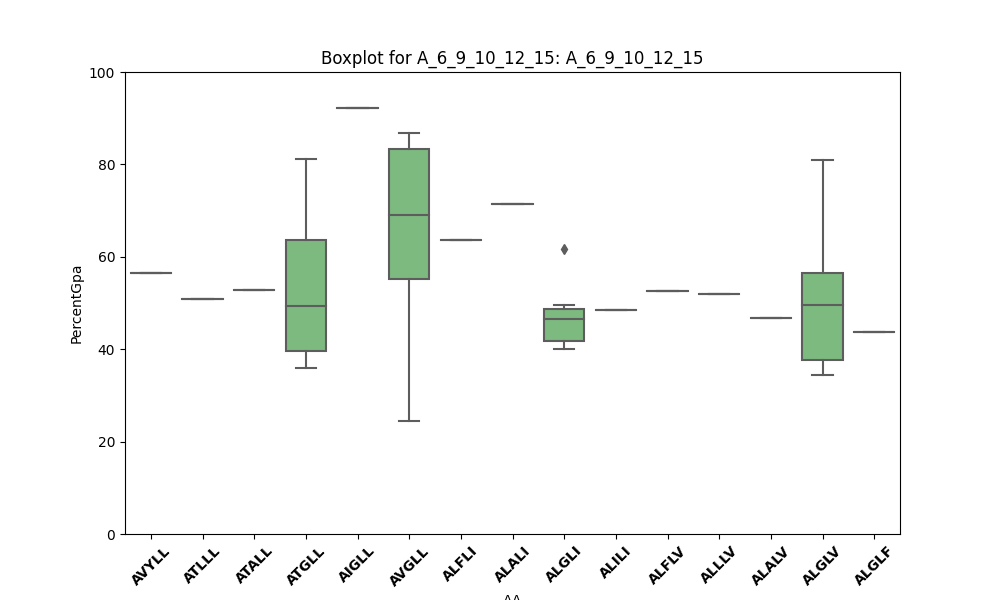 Boxplot for A_6_9_10_12_15: A_6_9_10_12_15
100
80
60
40
20
0
PercentGpa
AVYLL
ATLLL
ATALL
ATGLL
AIGLL
AVGLL
ALFLI
ALALI
ALGLI
ALILI
ALFLV
ALLLV
ALALV
ALGLV
ALGLF
AA